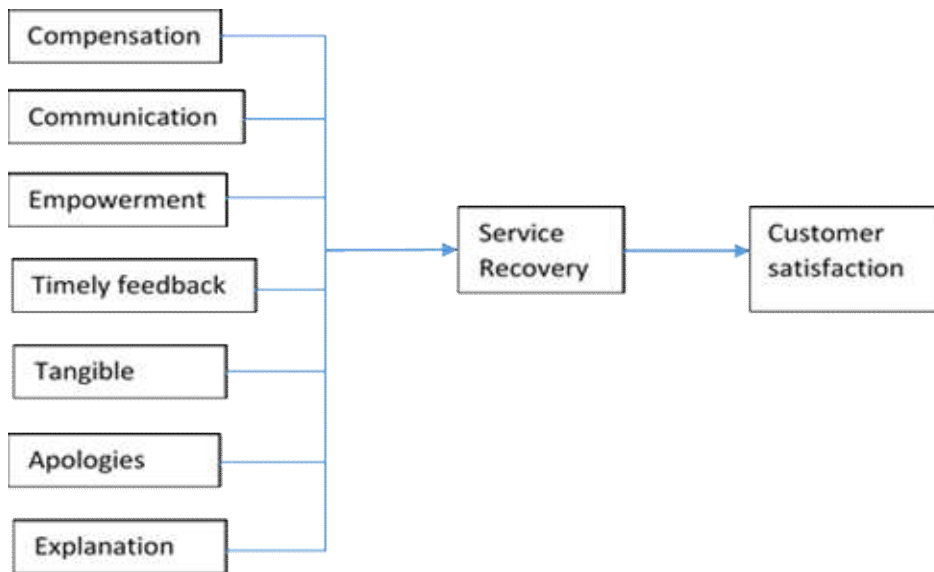 Compensation
Communication
Empowerment
Timely feedback
Tangible
Apologies
Explanation
Service
Recovery
Customer
satisfaction